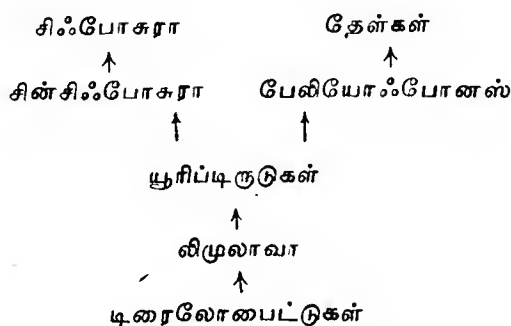 சிஃபோசுரா தேள்கள்
சின்சிஃபோசுரா பேலியோஃபோனஸ்
யூரிப்டிருடுகள்
லிமுலாவா
டிரைலோபைட்டுகள்